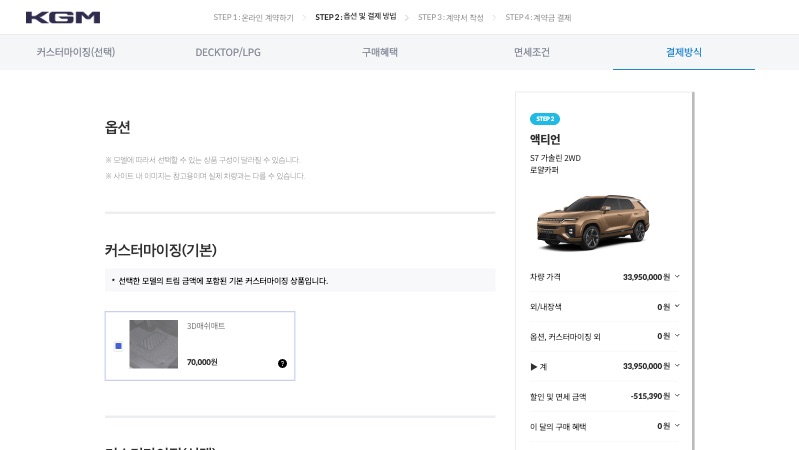 KGM
STEP 1 : 온라인 계약하기
STEP 2 : 옵션 및 결제 방법
STEP 3 : 계약서 작성
STEP 4 : 계약금 결제
커스터마이징(선택)
DECKTOP/LPG
구매혜택
면세조건
결제방식
옵션
※ 모델에 따라서 선택할 수 있는 상품 구성이 달라질 수 있습니다.
※ 사이트 내 이미지는 참고용이며 실제 차량과는 다를 수 있습니다.
커스터마이징(기본)
* 선택한 모델의 트림 금액에 포함된 기본 커스터마이징 상품입니다.
3D매쉬매트
70,000원
?
STEP 2
액티언
S7 가솔린 2WD
로얄카퍼
차량 가격 33,950,000 원
외/내장색 0 원
옵션, 커스터마이징 외 0 원
▶ 계 33,950,000 원
할인 및 면세 금액 -515,390 원
이 달의 구매 혜택 0 원